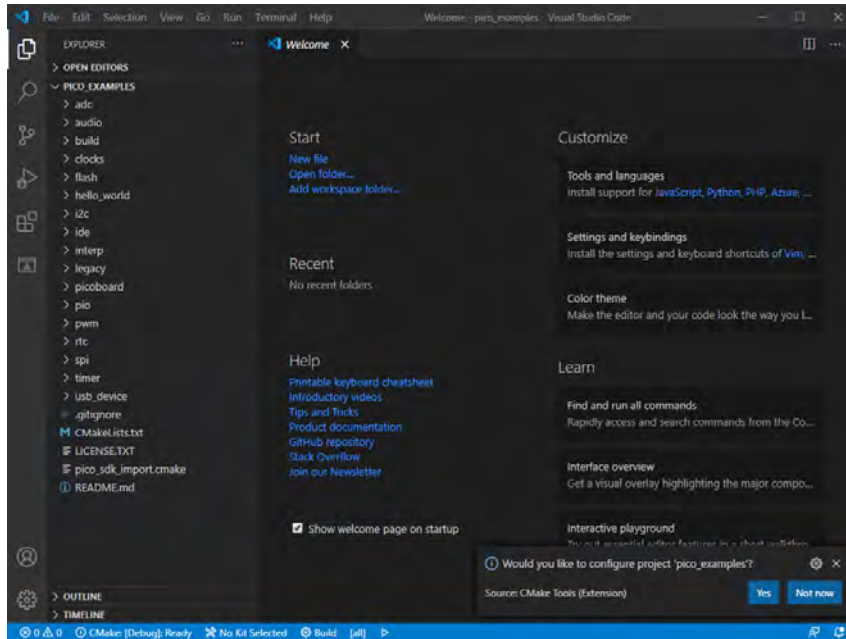 File Edit Selection View Go Run Terminal Help Welcome - pico_examples - Visual Studio Code
EXPLORER
Welcome
OPEN EDITORS
PICO_EXAMPLES
adc
audio
build
clocks
flash
hello_world
i2c
ide
interp
legacy
picoboard
pio
pwm
rtc
spi
timer
usb_device
.gitignore
CMakeLists.txt
LICENSE.TXT
pico_sdk_import.cmake
README.md
OUTLINE
TIMELINE
Start
New file
Open folder...
Add workspace folder...
Recent
No recent folders
Help
Printable keyboard cheatsheet
Introductory videos
Tips and Tricks
Product documentation
GitHub repository
Stack Overflow
Join our Newsletter
Show welcome page on startup
Customize
Tools and languages
Install support for JavaScript, Python, PHP, Azure, ...
Settings and keybindings
Install the settings and keyboard shortcuts of Vim, ...
Color theme
Make the editor and your code look the way you l...
Learn
Find and run all commands
Rapidly access and search commands from the Co...
Interface overview
Get a visual overlay highlighting the major compo...
Interactive playground
Try out essential editor features in a short walkthro...
Would you like to configure project 'pico_examples'?
Source: CMake Tools (Extension)
Yes
Not now
0 0 CMake: [Debug]: Ready No Kit Selected Build [all]